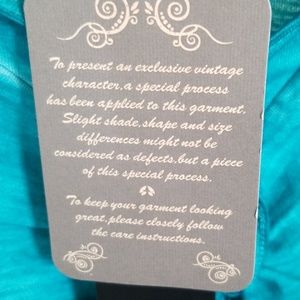 To present an exclusive vintage
character,a special process
has been applied to this garment.
Slight shade,shape and size
differences might not be
considered as defects,but a piece
of this special process.
To keep your garment looking
great,please closely follow
the care instructions.